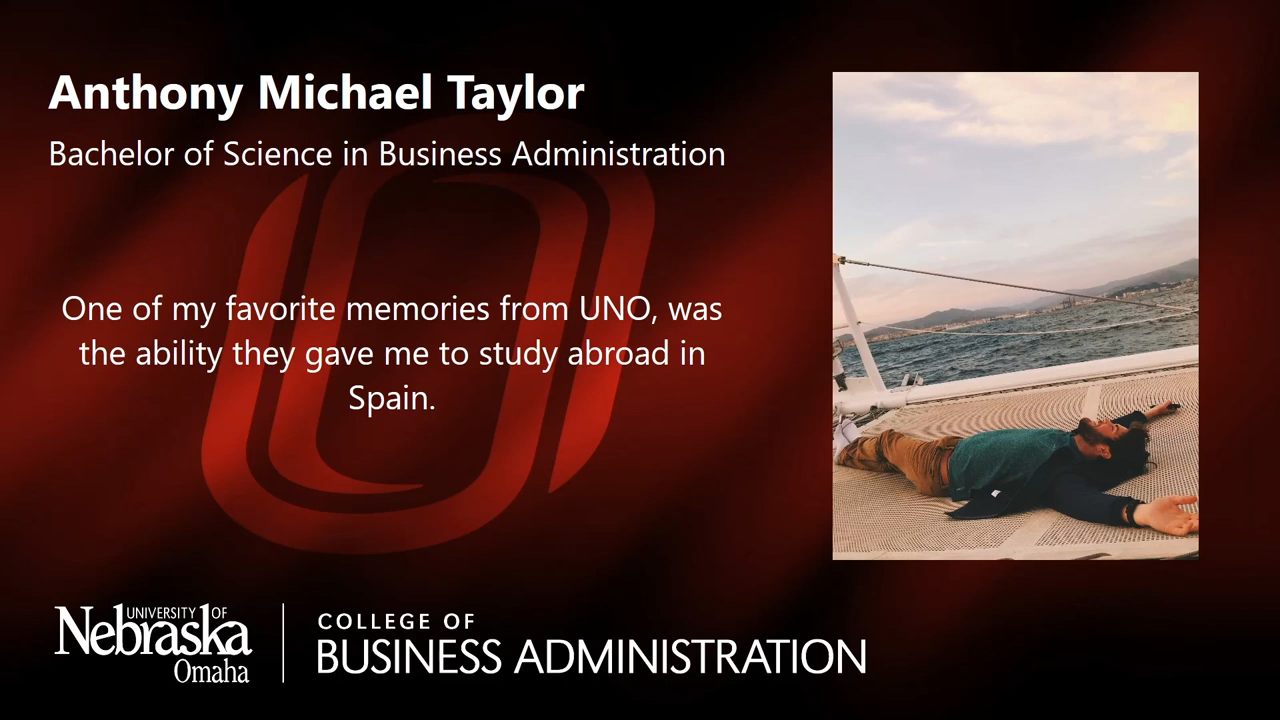 Anthony Michael Taylor
Bachelor of Science in Business Administration
One of my favorite memories from UNO, was
the ability they gave me to study abroad in
Spain.
UNIVERSITY OF
Nebraska
Omaha
COLLEGE OF
BUSINESS ADMINISTRATION